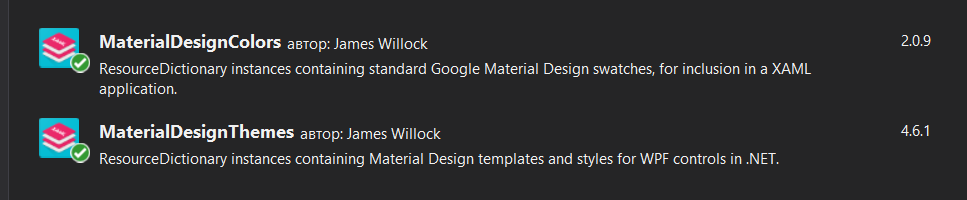 MaterialDesignColors автор: James Willock 2.0.9
ResourceDictionary instances containing standard Google Material Design swatches, for inclusion in a XAML
application.
MaterialDesignThemes автор: James Willock 4.6.1
ResourceDictionary instances containing Material Design templates and styles for WPF controls in .NET.